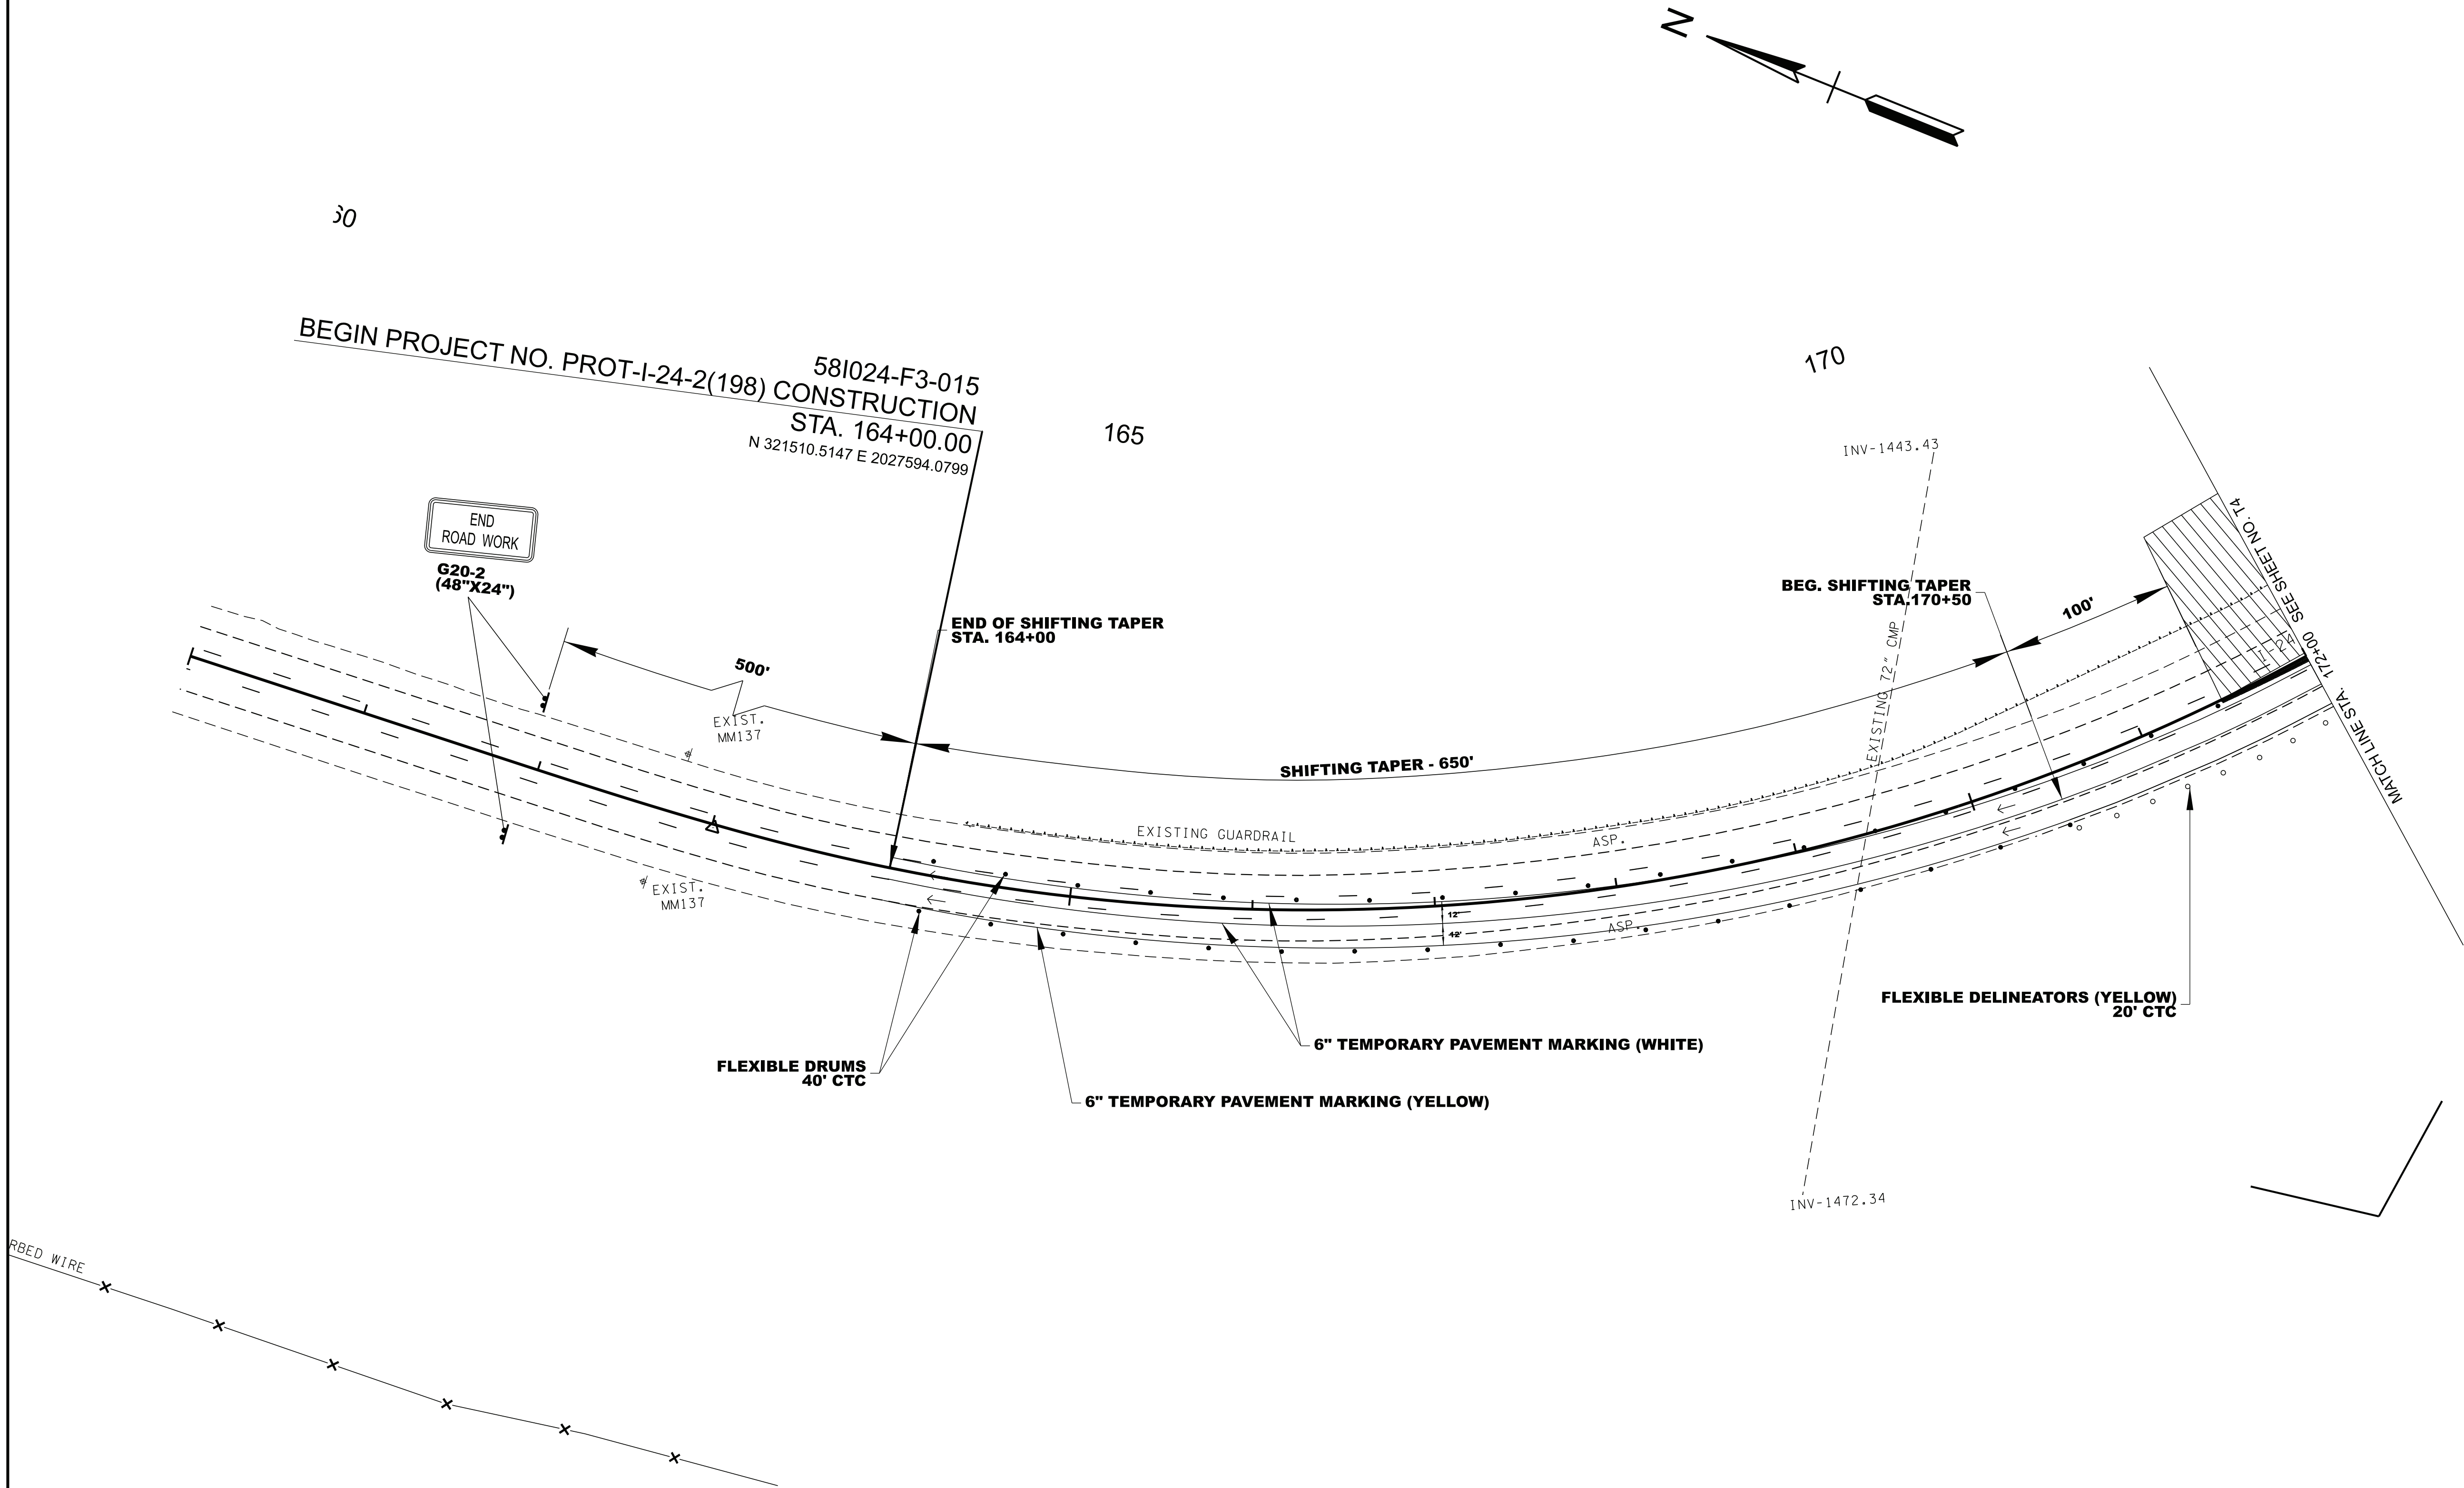 N
60
BEGIN PROJECT NO. PROT-I-24-2(198) CONSTRUCTION
58I024-F3-015
STA. 164+00.00
N 321510.5147 E 2027594.0799
165
170
INV-1443.43
END
ROAD WORK
G20-2
(48"X24")
500'
EXIST.
MM137
END OF SHIFTING TAPER
STA. 164+00
BEG. SHIFTING TAPER
STA.170+50
100'
MATCH LINE STA. 172+00 SEE SHEET NO. T4
I-24
EXISTING 72" CMP
SHIFTING TAPER - 650'
EXISTING GUARDRAIL
ASP.
EXIST.
MM137
12'
12'
ASP.
FLEXIBLE DELINEATORS (YELLOW)
20' CTC
6" TEMPORARY PAVEMENT MARKING (WHITE)
FLEXIBLE DRUMS
40' CTC
6" TEMPORARY PAVEMENT MARKING (YELLOW)
INV-1472.34
RBED WIRE